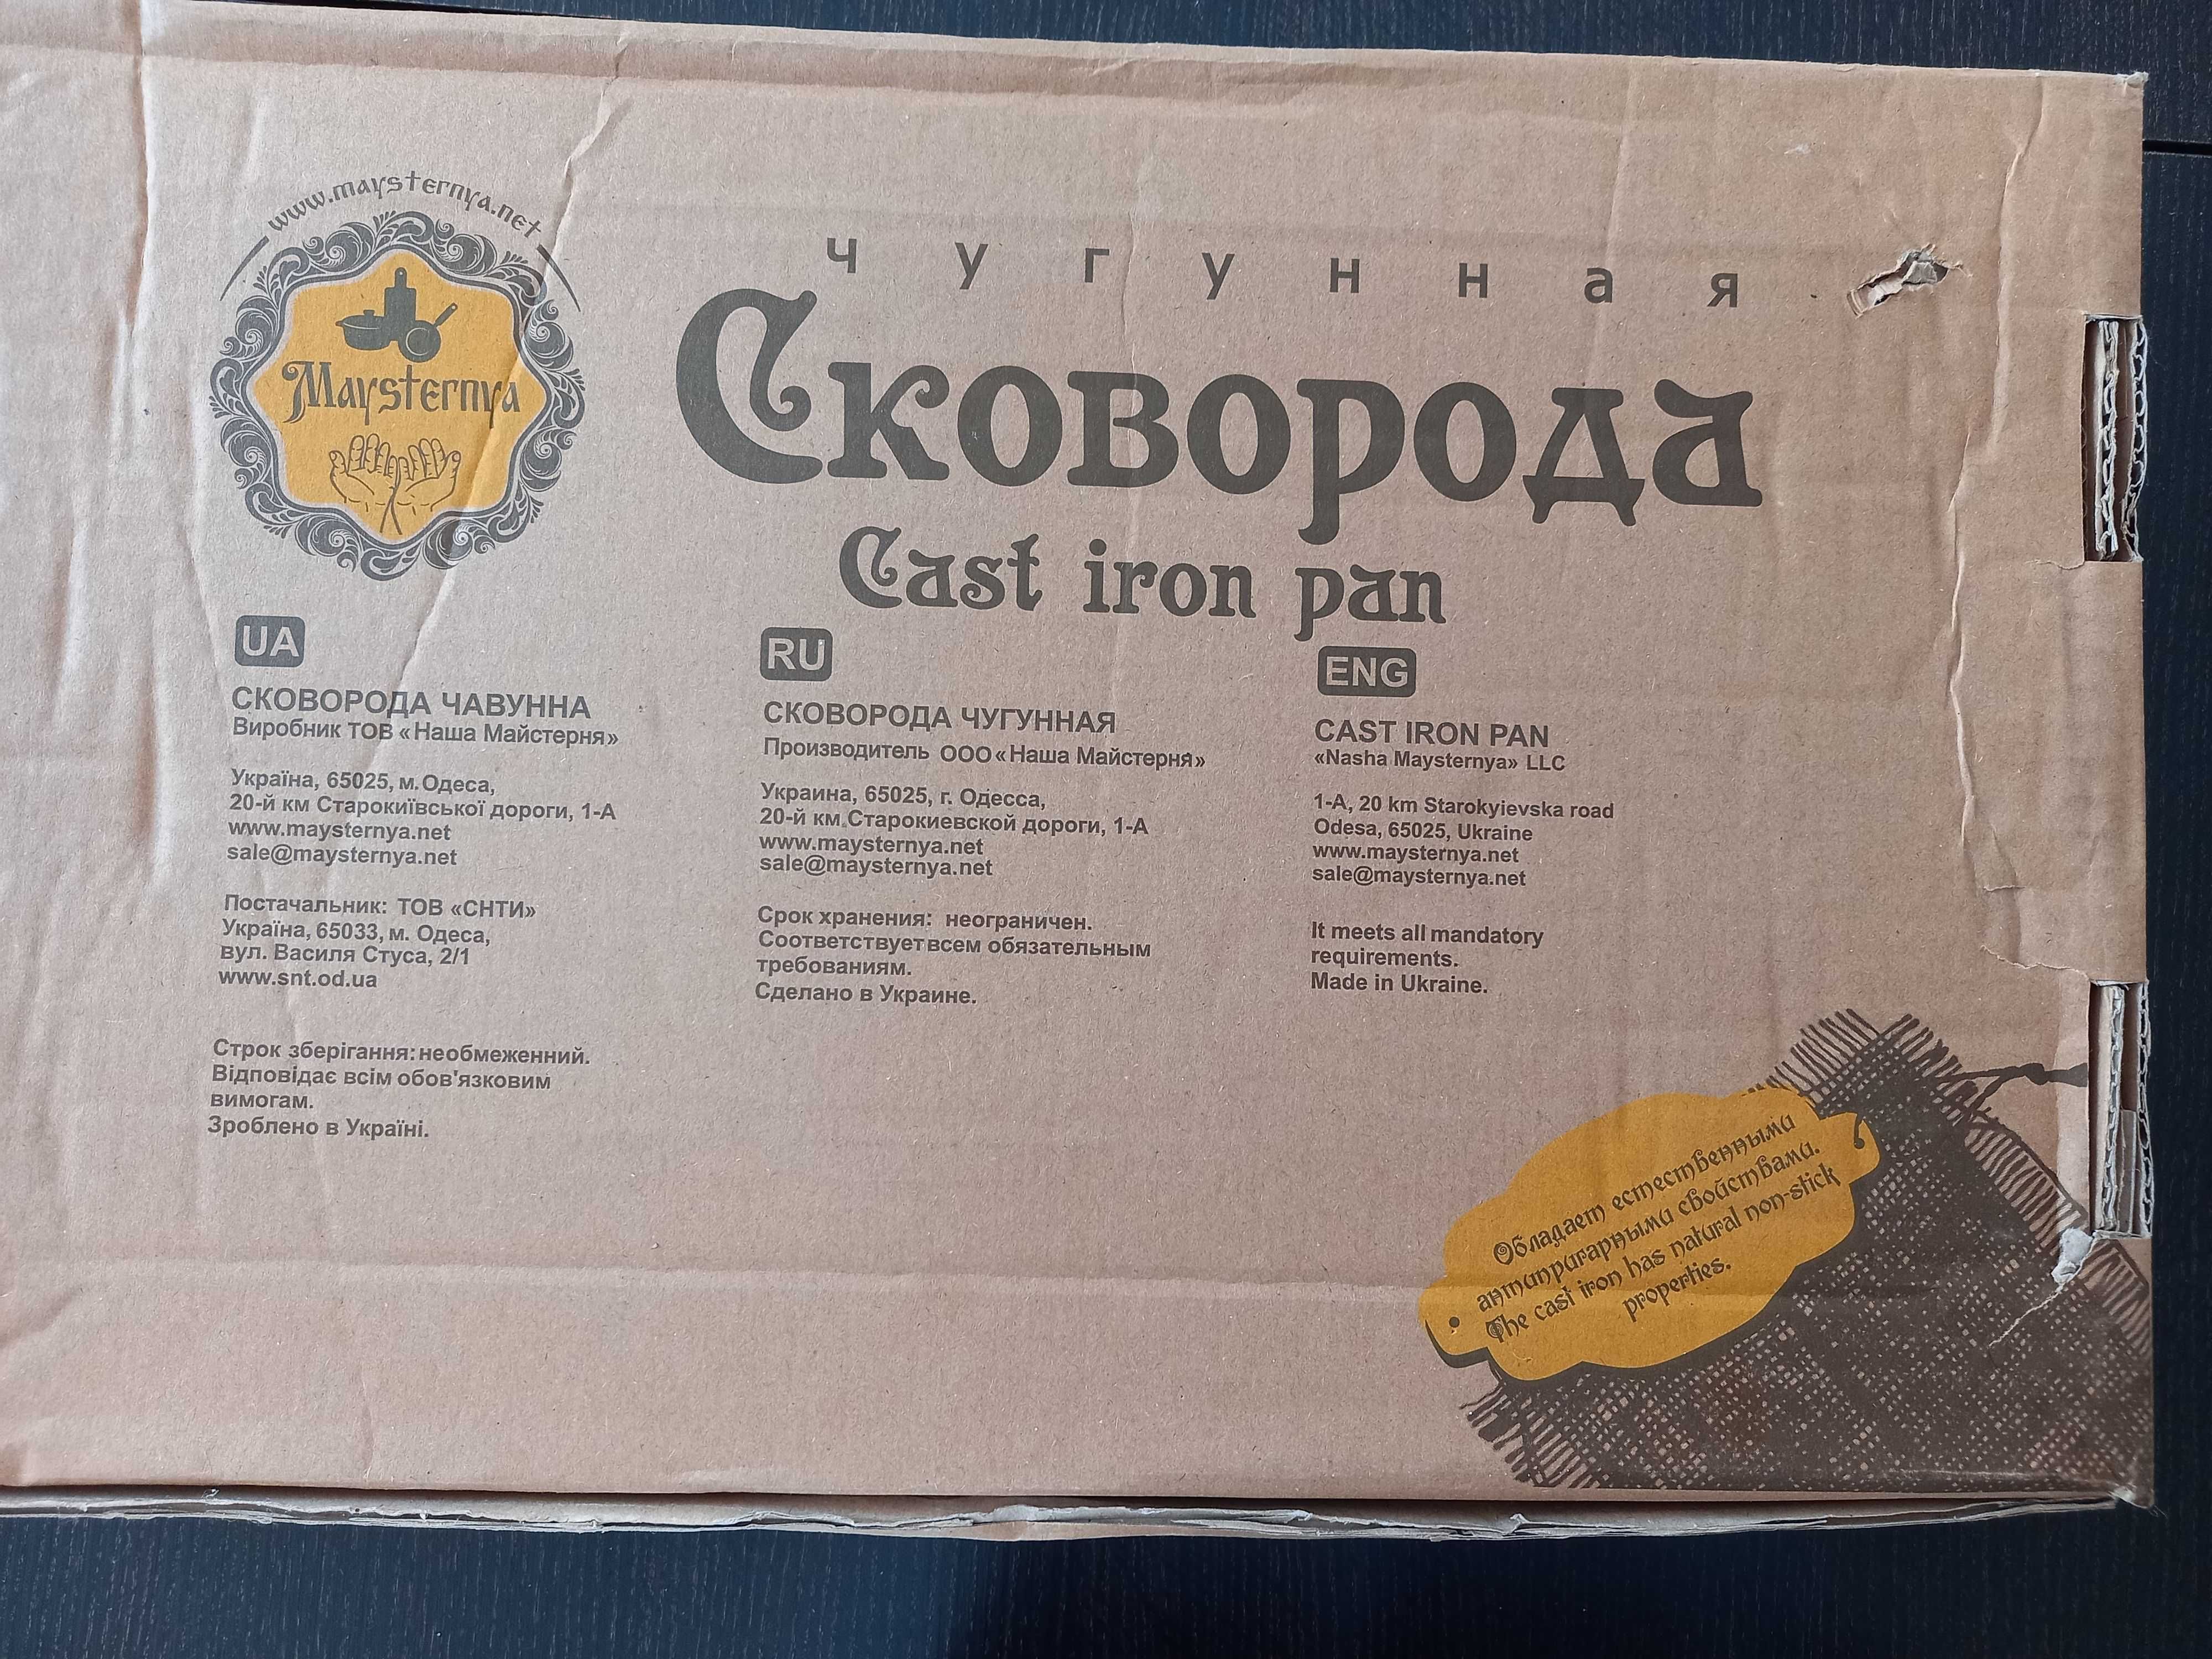 www.maysternya.net
Maysternya
чугунная
Сковорода
Cast iron pan
UA
СКОВОРОДА ЧАВУННА
Виробник ТОВ «Наша Майстерня»
Україна, 65025, м. Одеса,
20-й км Старокиївської дороги, 1-А
www.maysternya.net
sale@maysternya.net
Постачальник: ТОВ «СНТИ»
Україна, 65033, м. Одеса,
вул. Василя Стуса, 2/1
www.snt.od.ua
Строк зберігання: необмеженний.
Відповідає всім обов'язковим
вимогам.
Зроблено в Україні.
RU
СКОВОРОДА ЧУГУННАЯ
Производитель ООО «Наша Майстерня»
Украина, 65025, г. Одесса,
20-й км Старокиевской дороги, 1-А
www.maysternya.net
sale@maysternya.net
Срок хранения: неограничен.
Соответствует всем обязательным
требованиям.
Сделано в Украине.
ENG
CAST IRON PAN
«Nasha Maysternya» LLC
1-A, 20 km Starokyievska road
Odesa, 65025, Ukraine
www.maysternya.net
sale@maysternya.net
It meets all mandatory
requirements.
Made in Ukraine.
Обладает естественными
антипригарными свойствами.
The cast iron has natural non-stick
properties.